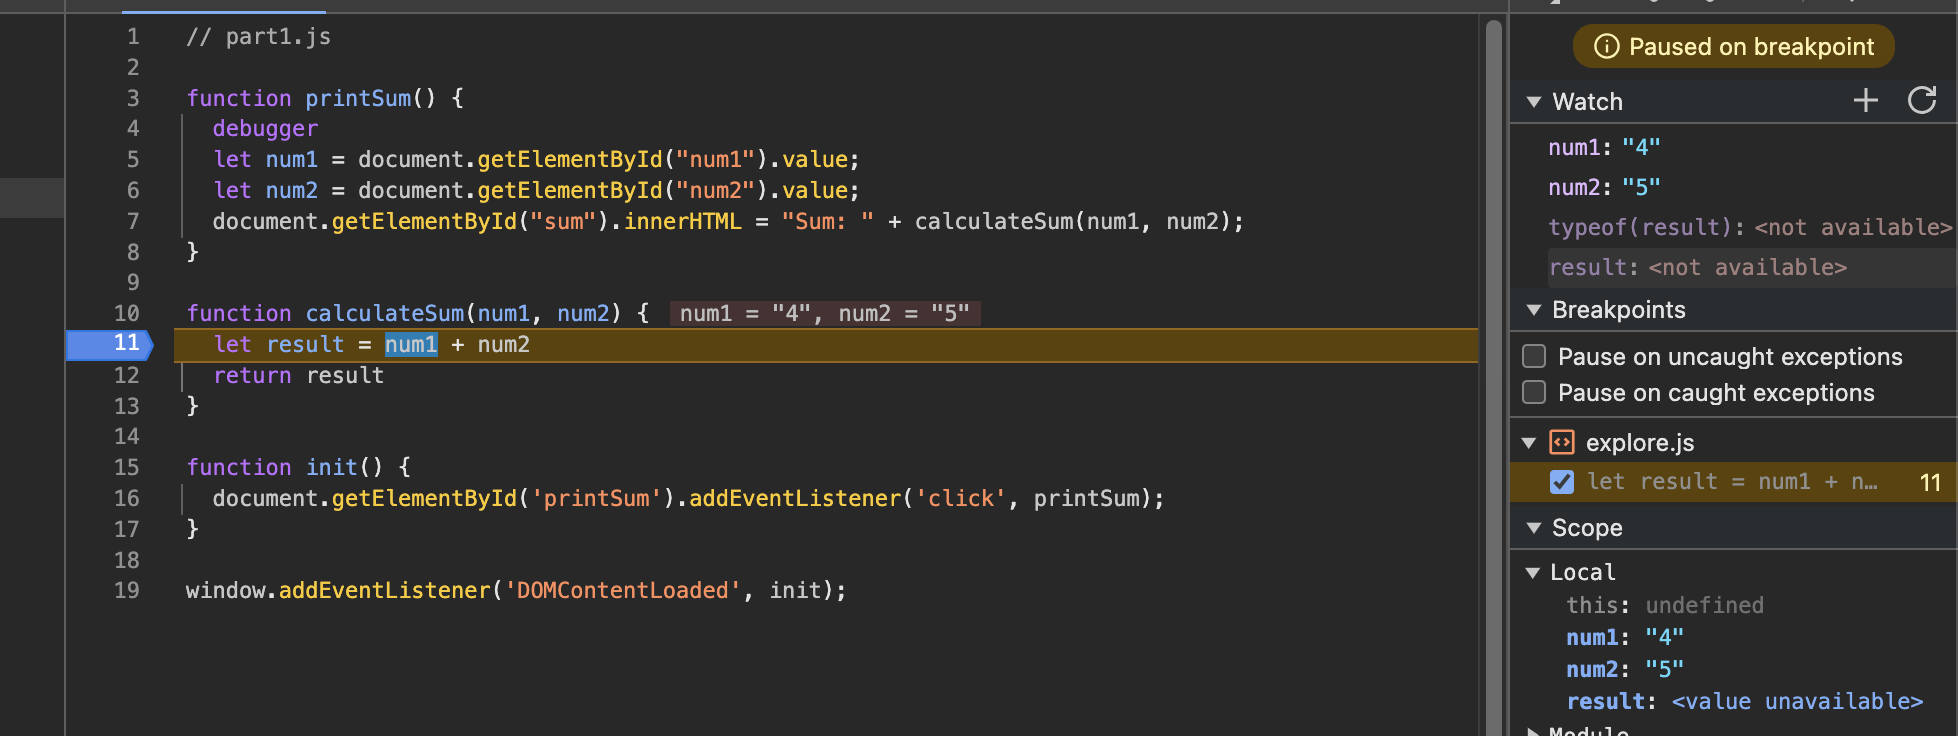 1 // part1.js
2
3 function printSum() {
4 debugger
5 let num1 = document.getElementById("num1").value;
6 let num2 = document.getElementById("num2").value;
7 document.getElementById("sum").innerHTML = "Sum: " + calculateSum(num1, num2);
8 }
9
10 function calculateSum(num1, num2) { num1 = "4", num2 = "5"
11 let result = num1 + num2
12 return result
13 }
14
15 function init() {
16 document.getElementById('printSum').addEventListener('click', printSum);
17 }
18
19 window.addEventListener('DOMContentLoaded', init);
Paused on breakpoint
Watch
num1: "4"
num2: "5"
typeof(result): <not available>
result: <not available>
Breakpoints
Pause on uncaught exceptions
Pause on caught exceptions
explore.js
let result = num1 + n… 11
Scope
Local
this: undefined
num1: "4"
num2: "5"
result: <value unavailable>
Module